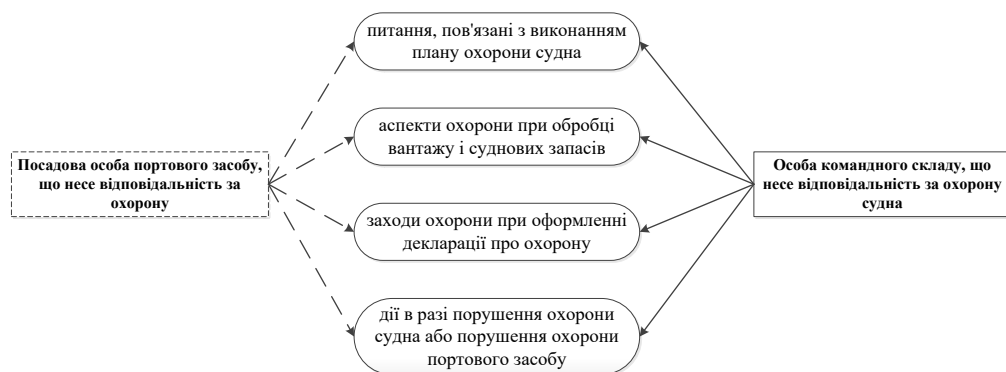 питання, пов'язані з виконанням
плану охорони судна
аспекти охорони при обробці
вантажу і суднових запасів
Посадова особа портового засобу,
що несе відповідальність за
охорону
Особа командного складу, що
несе відповідальність за охорону
судна
заходи охорони при оформленні
декларації про охорону
дії в разі порушення охорони
судна або порушення охорони
портового засобу